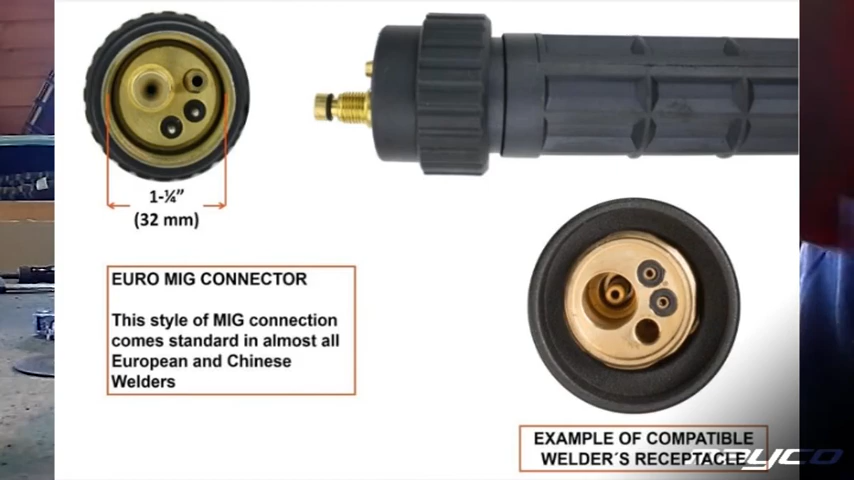 1-¼”
(32 mm)
EURO MIG CONNECTOR
This style of MIG connection
comes standard in almost all
European and Chinese
Welders
EXAMPLE OF COMPATIBLE
WELDER´S RECEPTACLE